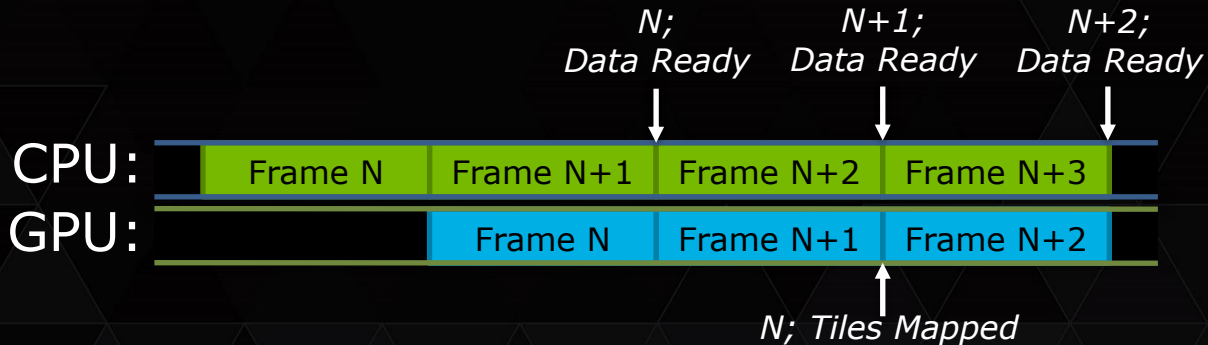 N;
Data Ready
N+1;
Data Ready
N+2;
Data Ready
CPU: Frame N Frame N+1 Frame N+2 Frame N+3
GPU: Frame N Frame N+1 Frame N+2
N; Tiles Mapped